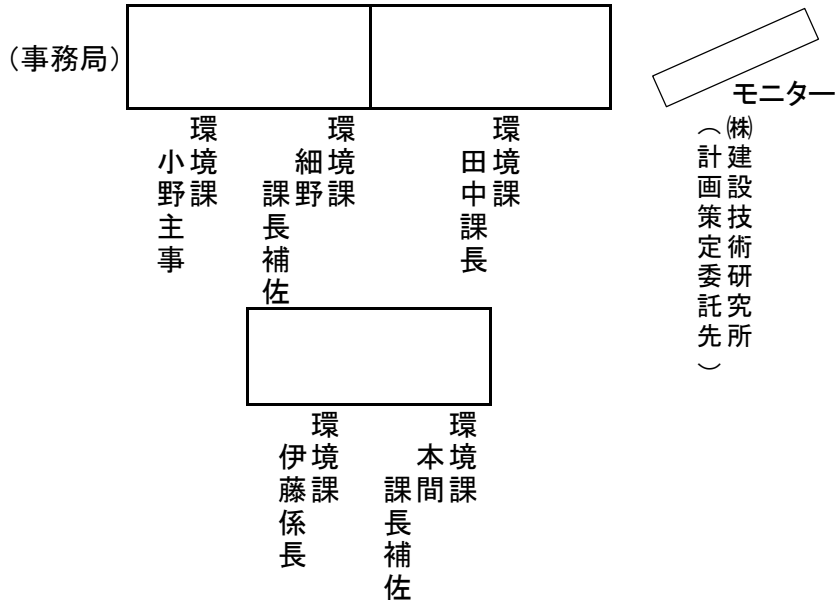 （事務局）
モニター
㈱建設技術研究所
（計画策定委託先）
環境課
田中課長
環境課
細野
課長補佐
環境課
小野主事
環境課
本間
課長補佐
環境課
伊藤係長